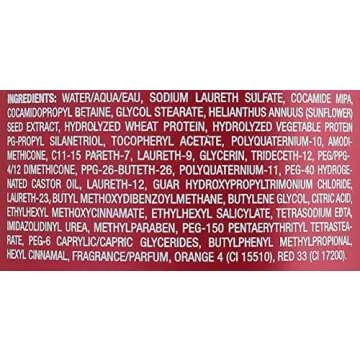 INGREDIENTS: WATER/AQUA/EAU, SODIUM LAURETH SULFATE, COCAMIDE MIPA,
COCAMIDOPROPYL BETAINE, GLYCOL STEARATE, HELIANTHUS ANNUUS (SUNFLOWER)
SEED EXTRACT, HYDROLYZED WHEAT PROTEIN, HYDROLYZED VEGETABLE PROTEIN
PG-PROPYL SILANETRIOL, TOCOPHERYL ACETATE, POLYQUATERNIUM-10, AMODI-
METHICONE, C11-15 PARETH-7, LAURETH-9, GLYCERIN, TRIDECETH-12, PEG/PPG-
4/12 DIMETHICONE, PPG-26-BUTETH-26, POLYQUATERNIUM-11, PEG-40 HYDROGE-
NATED CASTOR OIL, LAURETH-12, GUAR HYDROXYPROPYLTRIMONIUM CHLORIDE,
LAURETH-23, BUTYL METHOXYDIBENZOYLMETHANE, BUTYLENE GLYCOL, CITRIC ACID,
ETHYLHEXYL METHOXYCINNAMATE, ETHYLHEXYL SALICYLATE, TETRASODIUM EDTA,
IMIDAZOLIDINYL UREA, METHYLPARABEN, PEG-150 PENTAERYTHRITYL TETRASTEA-
RATE, PEG-6 CAPRYLIC/CAPRIC GLYCERIDES, BUTYLPHENYL METHYLPROPIONAL,
HEXYL CINNAMAL, FRAGRANCE/PARFUM, ORANGE 4 (CI 15510), RED 33 (CI 17200).